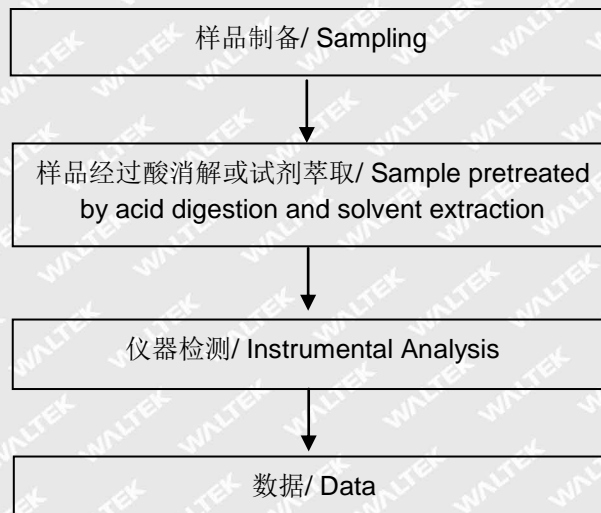 样品制备/ Sampling
样品经过酸消解或试剂萃取/ Sample pretreated
by acid digestion and solvent extraction
仪器检测/ Instrumental Analysis
数据/ Data
WALTEK